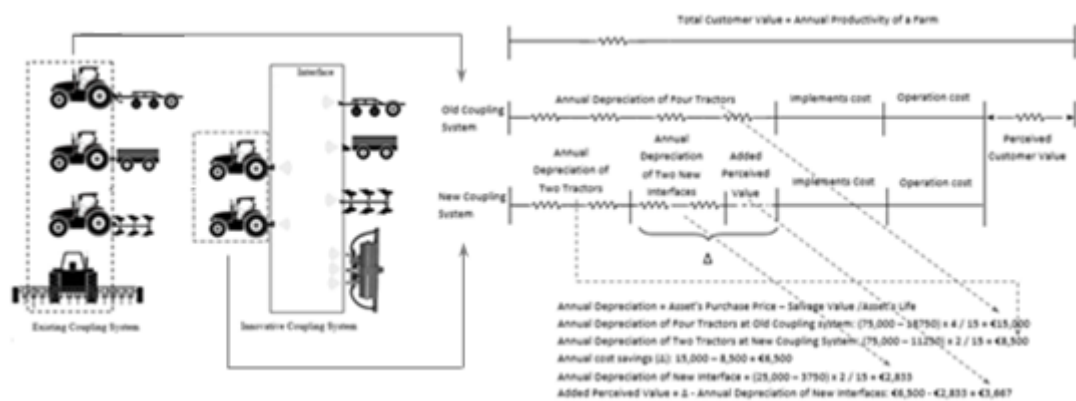 Total Customer Value = Annual Productivity of a Farm
Interface
Old Coupling
System
Annual Depreciation of Four Tractors
Implements cost
Operation cost
Perceived
Customer Value
Annual
Depreciation of
Two Tractors
Annual
Depreciation
of Two New
Interfaces
Added
Perceived
Value
Implements Cost
Operation cost
New Coupling
System
Δ
Existing Coupling System
Innovative Coupling System
Annual Depreciation = Asset's Purchase Price – Salvage Value /Asset's Life
Annual Depreciation of Four Tractors at Old Coupling system: (75,000 – 18750) x 4 / 15 = €15,000
Annual Depreciation of Two Tractors at New Coupling System: (75,000 – 11250) x 2 / 15 = €8,500
Annual cost savings (Δ): 15,000 – 8,500 = €6,500
Annual Depreciation of New Interface = (25,000 – 3750) x 2 / 15 = €2,833
Added Perceived Value = Δ - Annual Depreciation of New Interfaces: €6,500 - €2,833 = €3,667